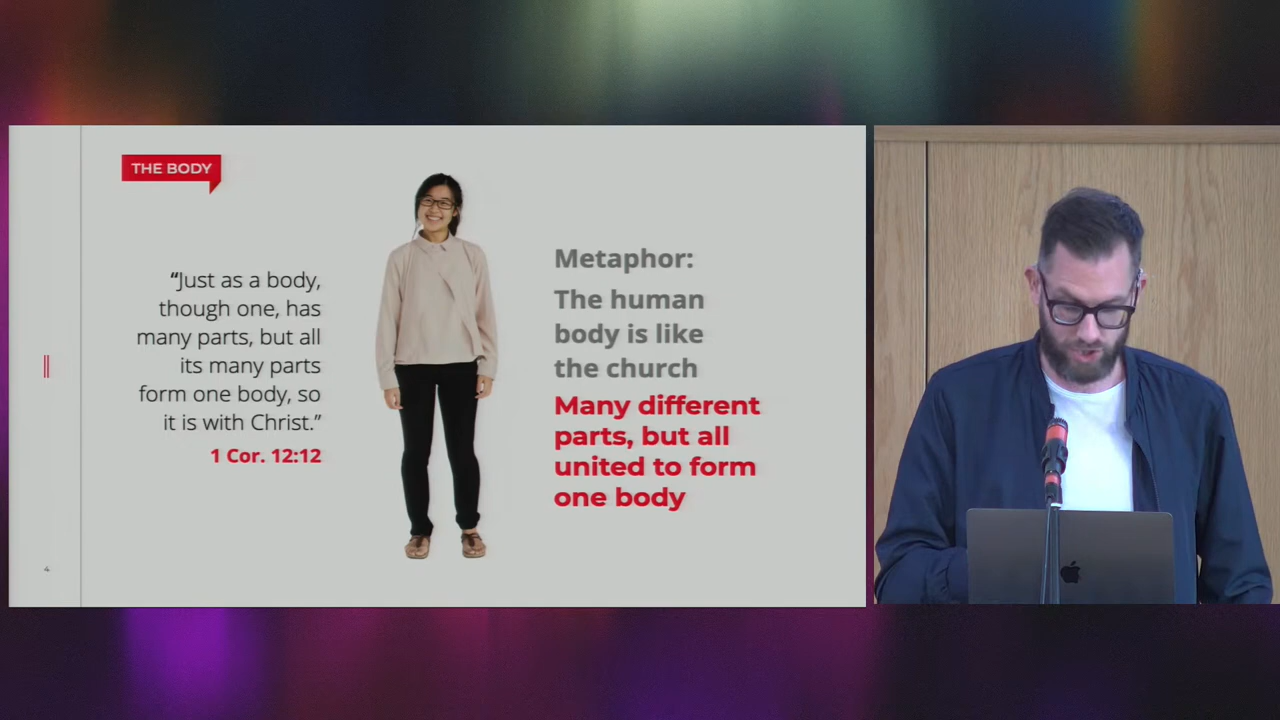 THE BODY
“Just as a body,
though one, has
many parts, but all
its many parts
form one body, so
it is with Christ.”
1 Cor. 12:12
Metaphor:
The human
body is like
the church
Many different
parts, but all
united to form
one body
4